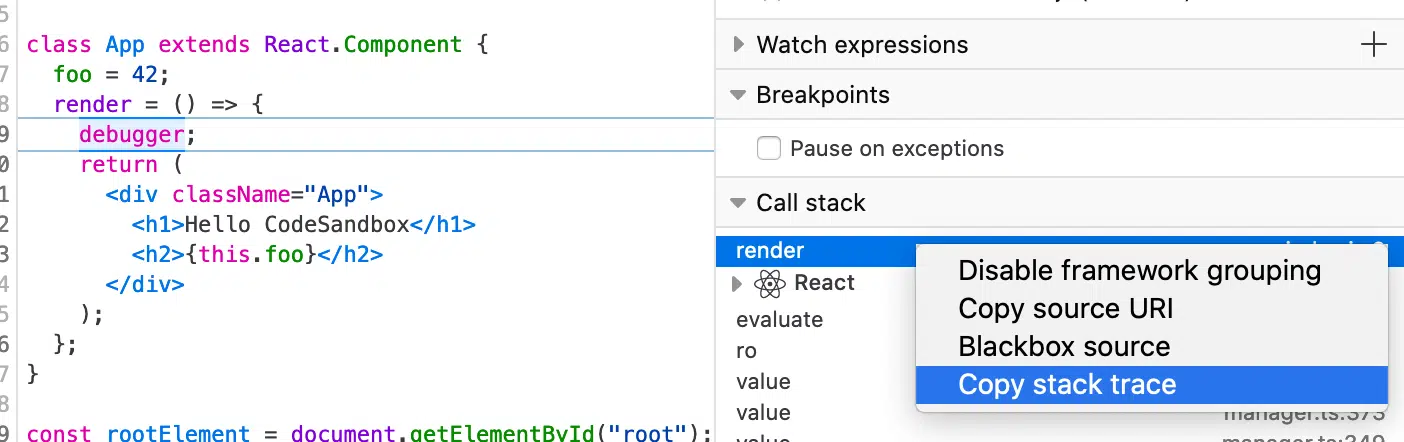 5
6 class App extends React.Component {
7 foo = 42;
8 render = () => {
9 debugger;
0 return (
1 <div className="App">
2 <h1>Hello CodeSandbox</h1>
3 <h2>{this.foo}</h2>
4 </div>
5 );
6 };
7 }
8
9 const rootElement = document.getElementById("root");
Watch expressions
Breakpoints
Pause on exceptions
Call stack
render
React
evaluate
ro
value
value manager.ts:373
value manager.ts:249
Disable framework grouping
Copy source URI
Blackbox source
Copy stack trace